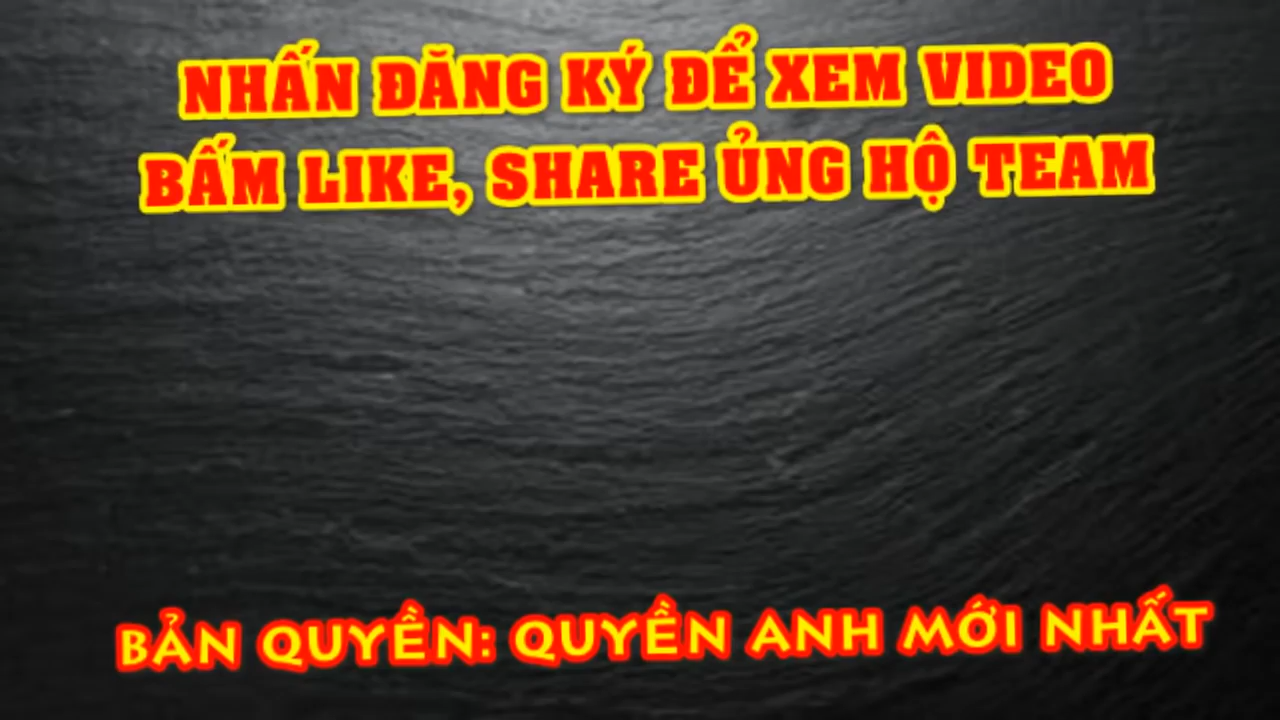 NHẤN ĐĂNG KÝ ĐỂ XEM VIDEO
BẤM LIKE, SHARE ỦNG HỘ TEAM
BẢN QUYỀN: QUYỀN ANH MỚI NHẤT